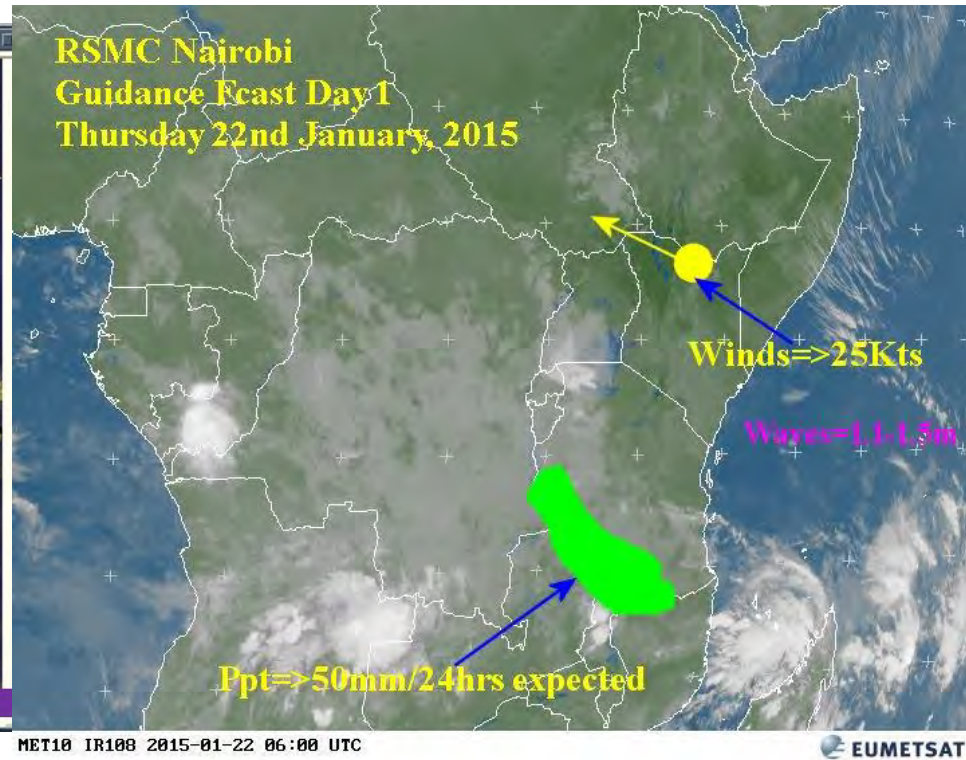 RSMC Nairobi
Guidance Fcast Day 1
Thursday 22nd January, 2015
Winds=>25Kts
Waves=1.1-1.5m
Ppt=>50mm/24hrs expected
MET10 IR108 2015-01-22 06:00 UTC
EUMETSAT